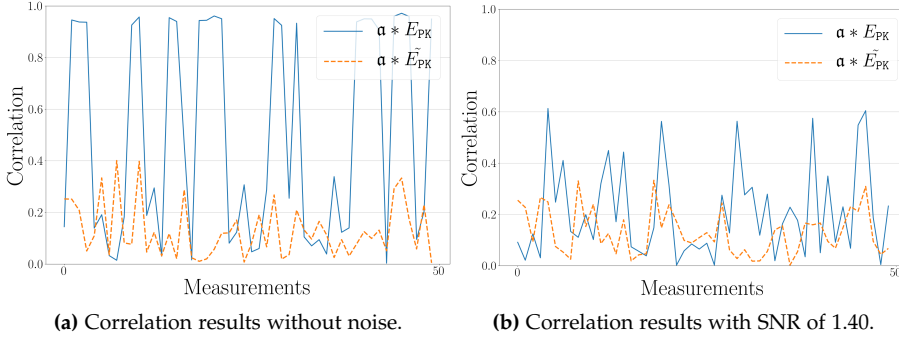 1.0
0.8
0.6
0.4
0.2
0.0
Correlation
𝔞 ∗ E_PK
𝔞 ∗ Ẽ_PK
0
50
Measurements
(a) Correlation results without noise.
1.0
0.8
0.6
0.4
0.2
0.0
Correlation
𝔞 ∗ E_PK
𝔞 ∗ Ẽ_PK
0
50
Measurements
(b) Correlation results with SNR of 1.40.